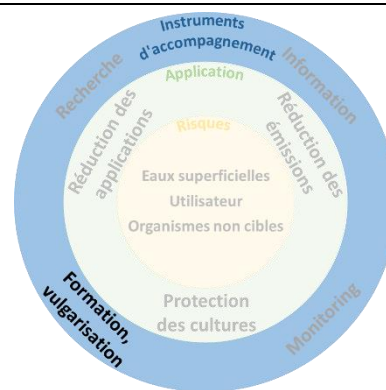 Instruments
d'accompagnement
Recherche
Information
Application
Réduction des
applications
Réduction des
émissions
Risques
Eaux superficielles
Utilisateur
Organismes non cibles
Protection
des cultures
Formation,
vulgarisation
Monitoring